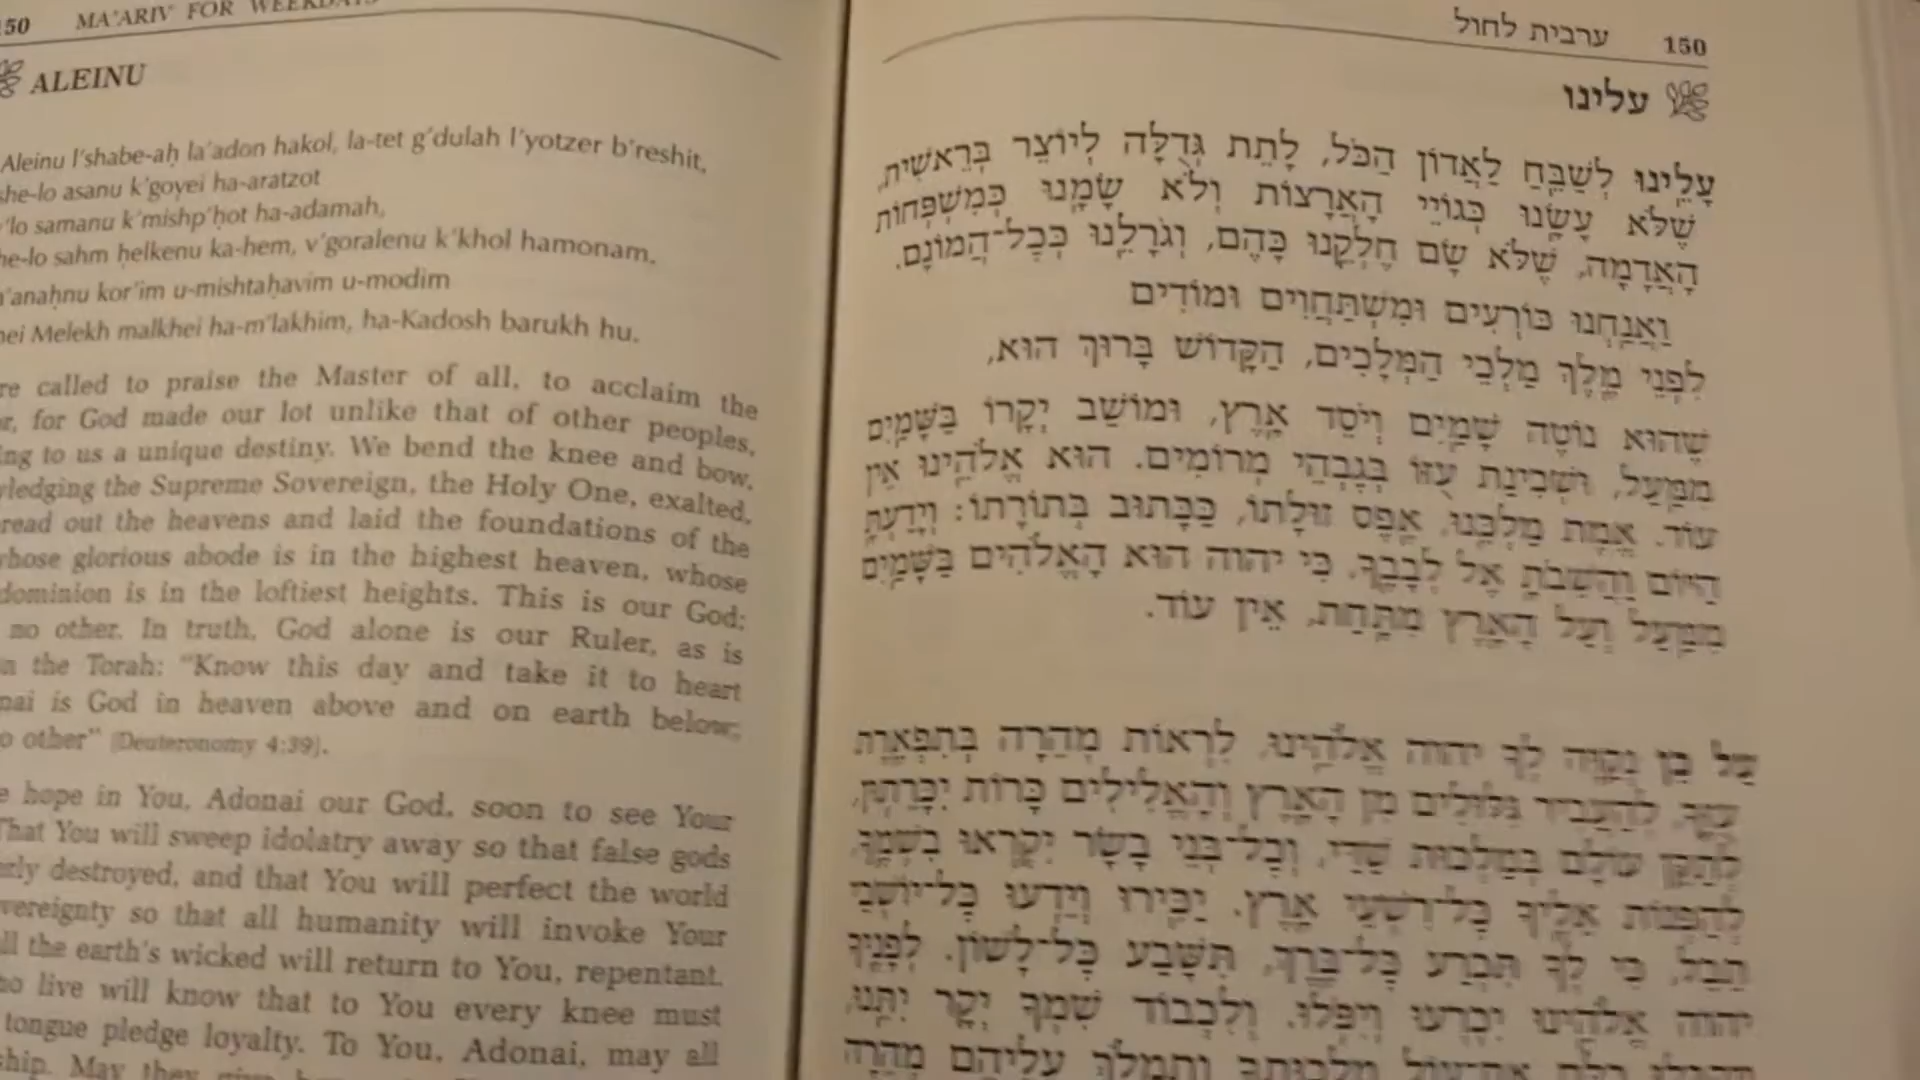 150 MA'ARIV FOR WEEKDAYS
ALEINU
Aleinu l'shabe-aḥ la'adon hakol, la-tet g'dulah l'yotzer b'reshit,
she-lo asanu k'goyei ha-aratzot
v'lo samanu k'mishp'ḥot ha-adamah,
she-lo sahm ḥelkenu ka-hem, v'goralenu k'khol hamonam.
va'anaḥnu kor'im u-mishtaḥavim u-modim
lifnei Melekh malkhei ha-m'lakhim, ha-Kadosh barukh hu.
called to praise the Master of all, to acclaim the
for God made our lot unlike that of other peoples,
to us a unique destiny. We bend the knee and bow,
the Supreme Sovereign, the Holy One, exalted,
out the heavens and laid the foundations of the
whose glorious abode is in the highest heaven, whose
dominion is in the loftiest heights. This is our God;
no other. In truth, God alone is our Ruler, as is
in the Torah: "Know this day and take it to heart
is God in heaven above and on earth below;
other" (Deuteronomy 4:39).
hope in You, Adonai our God, soon to see Your
That You will sweep idolatry away so that false gods
destroyed, and that You will perfect the world
so that all humanity will invoke Your
the earth's wicked will return to You, repentant.
who live will know that to You every knee must
tongue pledge loyalty. To You, Adonai, may all
May they
ערבית לחול 150
עלינו
עָלֵֽינוּ לְשַׁבֵּֽחַ לַאֲדוֹן הַכֹּל, לָתֵת גְּדֻלָּה לְיוֹצֵר בְּרֵאשִׁית,
שֶׁלֹּא עָשָֽׂנוּ כְּגוֹיֵי הָאֲרָצוֹת וְלֹא שָׂמָֽנוּ כְּמִשְׁפְּחוֹת
הָאֲדָמָה, שֶׁלֹּא שָׂם חֶלְקֵֽנוּ כָּהֶם, וְגֹרָלֵֽנוּ כְּכָל־הֲמוֹנָם.
וַאֲנַֽחְנוּ כּוֹרְעִים וּמִשְׁתַּחֲוִים וּמוֹדִים
לִפְנֵי מֶֽלֶךְ מַלְכֵי הַמְּלָכִים, הַקָּדוֹשׁ בָּרוּךְ הוּא,
שֶׁהוּא נוֹטֶה שָׁמַֽיִם וְיֹסֵד אָֽרֶץ, וּמוֹשַׁב יְקָרוֹ בַּשָּׁמַֽיִם
מִמַּֽעַל, וּשְׁכִינַת עֻזּוֹ בְּגָבְהֵי מְרוֹמִים. הוּא אֱלֹהֵֽינוּ אֵין
עוֹד. אֱמֶת מַלְכֵּֽנוּ, אֶֽפֶס זוּלָתוֹ, כַּכָּתוּב בְּתוֹרָתוֹ: וְיָדַעְתָּ
הַיּוֹם וַהֲשֵׁבֹתָ אֶל לְבָבֶֽךָ, כִּי יהוה הוּא הָאֱלֹהִים בַּשָּׁמַֽיִם
מִמַּֽעַל וְעַל הָאָֽרֶץ מִתָּֽחַת, אֵין עוֹד.
עַל כֵּן נְקַוֶּה לְךָ יהוה אֱלֹהֵֽינוּ, לִרְאוֹת מְהֵרָה בְּתִפְאֶֽרֶת
עֻזֶּֽךָ, לְהַעֲבִיר גִּלּוּלִים מִן הָאָֽרֶץ וְהָאֱלִילִים כָּרוֹת יִכָּרֵתוּן,
לְתַקֵּן עוֹלָם בְּמַלְכוּת שַׁדַּי, וְכָל־בְּנֵי בָשָׂר יִקְרְאוּ בִשְׁמֶֽךָ,
לְהַפְנוֹת אֵלֶֽיךָ כָּל־רִשְׁעֵי אָֽרֶץ. יַכִּֽירוּ וְיֵדְעוּ כָּל־יוֹשְׁבֵי
תֵבֵל, כִּי לְךָ תִּכְרַע כָּל־בֶּֽרֶךְ, תִּשָּׁבַע כָּל־לָשׁוֹן. לְפָנֶֽיךָ
יהוה אֱלֹהֵֽינוּ יִכְרְעוּ וְיִפֹּֽלוּ. וְלִכְבוֹד שִׁמְךָ יְקָר יִתֵּֽנוּ,
עֲלֵיהֶם מְהֵרָה